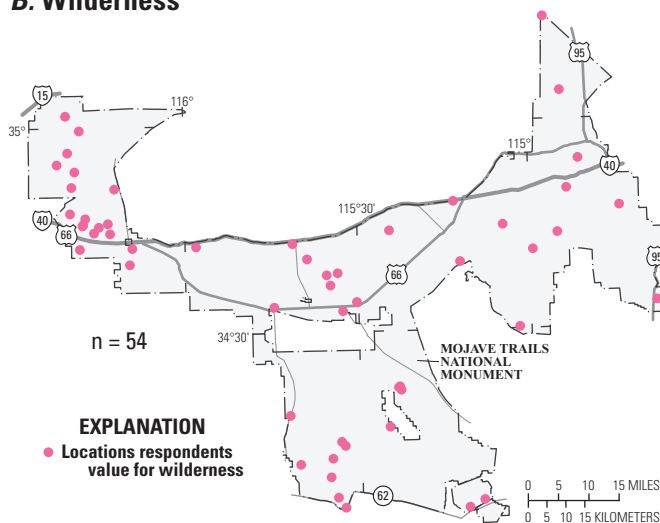 B. Wilderness
95
15
116°
35°
115°
40
115°30'
40
66
66
95
n = 54
34°30'
MOJAVE TRAILS
NATIONAL
MONUMENT
EXPLANATION
Locations respondents
value for wilderness
62
0 5 10 15 MILES
0 5 10 15 KILOMETERS